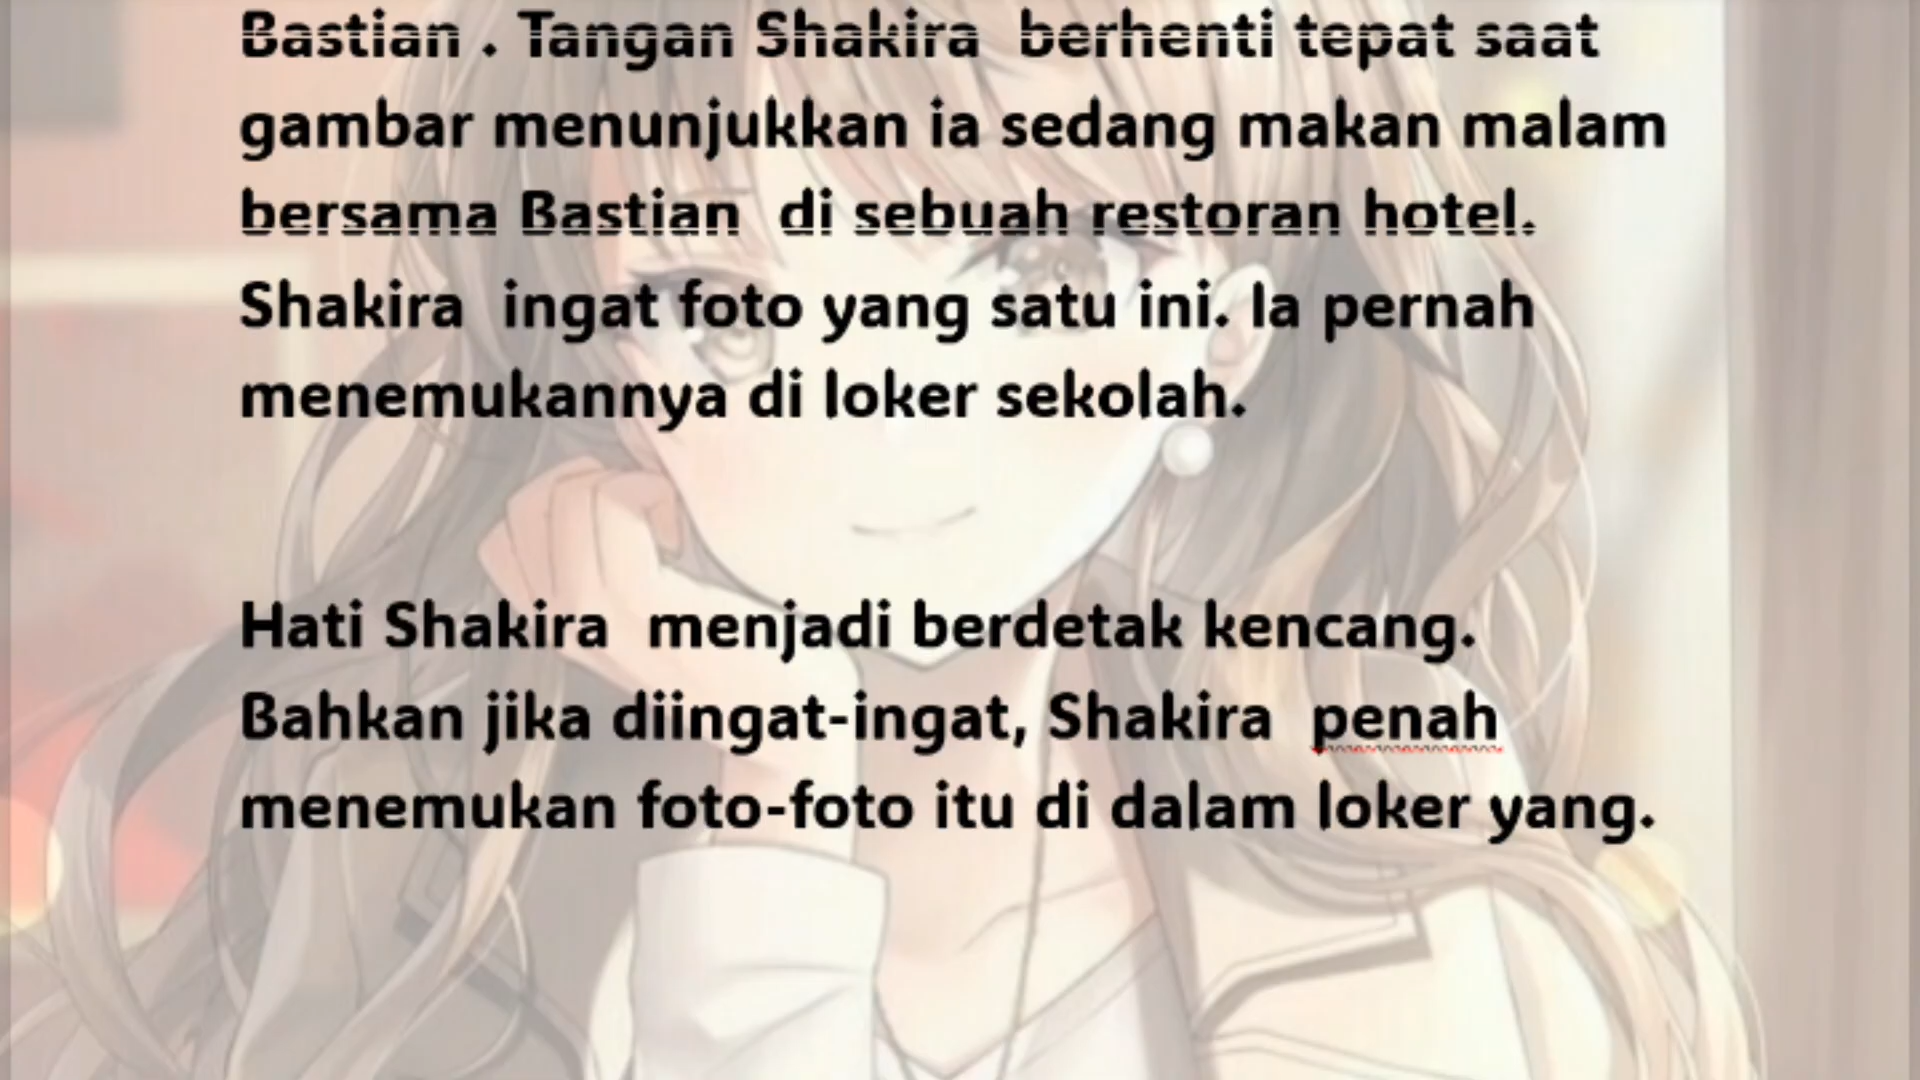 Bastian . Tangan Shakira  berhenti tepat saat
gambar menunjukkan ia sedang makan malam
bersama Bastian  di sebuah restoran hotel.
Shakira  ingat foto yang satu ini. Ia pernah
menemukannya di loker sekolah.
Hati Shakira  menjadi berdetak kencang.
Bahkan jika diingat-ingat, Shakira  penah
menemukan foto-foto itu di dalam loker yang.